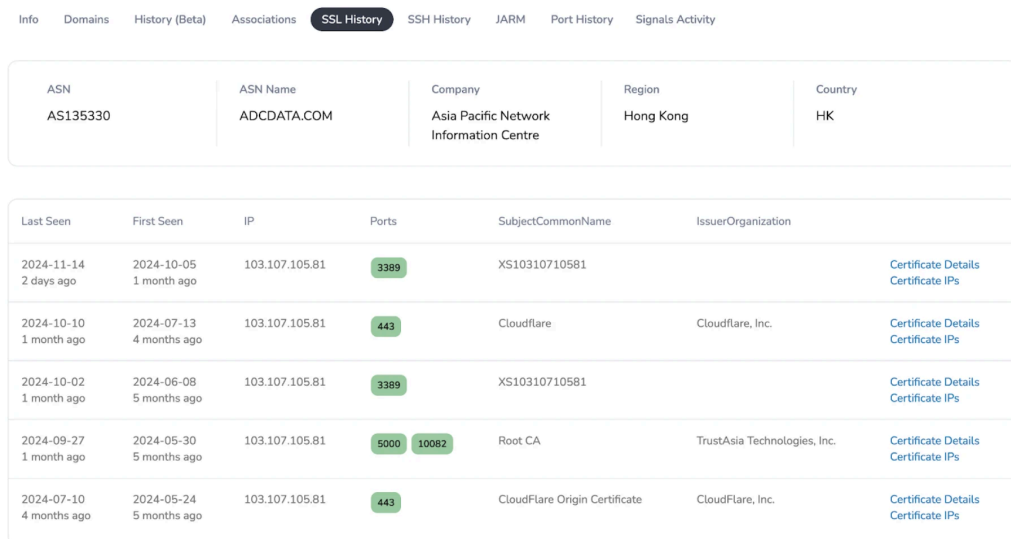 Info Domains History (Beta) Associations SSL History SSH History JARM Port History Signals Activity
ASN ASN Name Company Region Country
AS135330 ADCDATA.COM Asia Pacific Network Hong Kong HK
Information Centre
Last Seen First Seen IP Ports SubjectCommonName IssuerOrganization
2024-11-14 2024-10-05 103.107.105.81 3389 XS10310710581 Certificate Details
2 days ago 1 month ago Certificate IPs
2024-10-10 2024-07-13 103.107.105.81 443 Cloudflare Cloudflare, Inc. Certificate Details
1 month ago 4 months ago Certificate IPs
2024-10-02 2024-06-08 103.107.105.81 3389 XS10310710581 Certificate Details
1 month ago 5 months ago Certificate IPs
2024-09-27 2024-05-30 103.107.105.81 5000 10082 Root CA TrustAsia Technologies, Inc. Certificate Details
1 month ago 5 months ago Certificate IPs
2024-07-10 2024-05-24 103.107.105.81 443 CloudFlare Origin Certificate CloudFlare, Inc. Certificate Details
4 months ago 5 months ago Certificate IPs